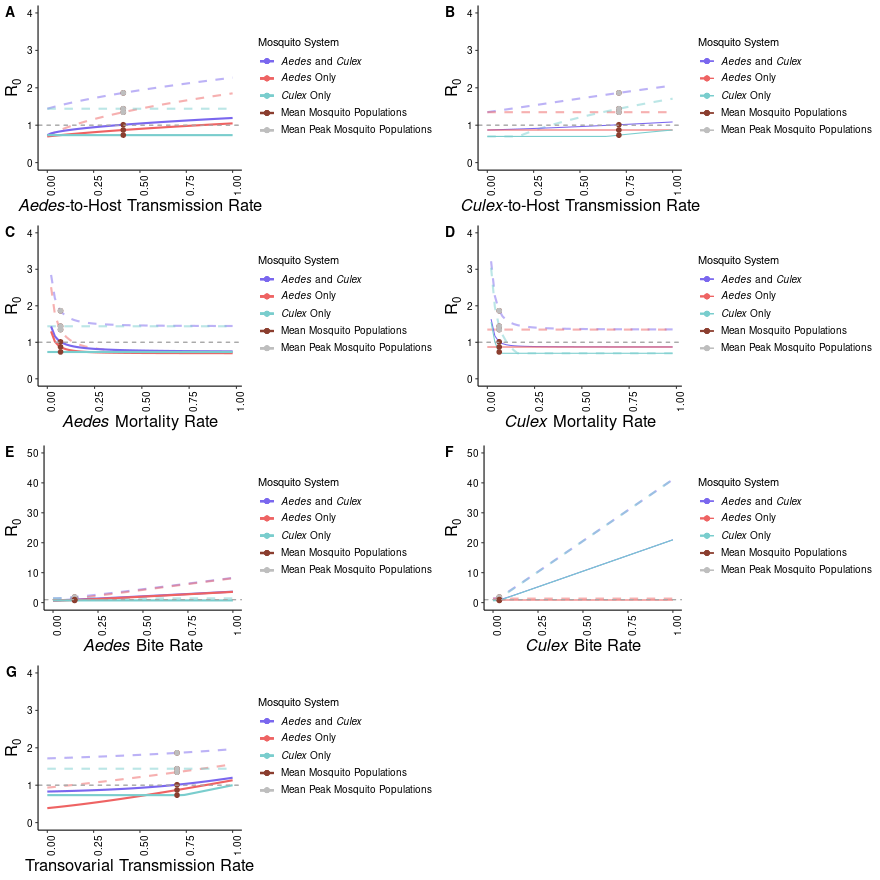 A
4
3
2
1
0
R0
0.00
0.25
0.50
0.75
1.00
Aedes-to-Host Transmission Rate
Mosquito System
Aedes and Culex
Aedes Only
Culex Only
Mean Mosquito Populations
Mean Peak Mosquito Populations
B
4
3
2
1
0
R0
0.00
0.25
0.50
0.75
1.00
Culex-to-Host Transmission Rate
Mosquito System
Aedes and Culex
Aedes Only
Culex Only
Mean Mosquito Populations
Mean Peak Mosquito Populations
C
4
3
2
1
0
R0
0.00
0.25
0.50
0.75
1.00
Aedes Mortality Rate
Mosquito System
Aedes and Culex
Aedes Only
Culex Only
Mean Mosquito Populations
Mean Peak Mosquito Populations
D
4
3
2
1
0
R0
0.00
0.25
0.50
0.75
1.00
Culex Mortality Rate
Mosquito System
Aedes and Culex
Aedes Only
Culex Only
Mean Mosquito Populations
Mean Peak Mosquito Populations
E
50
40
30
20
10
0
R0
0.00
0.25
0.50
0.75
1.00
Aedes Bite Rate
Mosquito System
Aedes and Culex
Aedes Only
Culex Only
Mean Mosquito Populations
Mean Peak Mosquito Populations
F
50
40
30
20
10
0
R0
0.00
0.25
0.50
0.75
1.00
Culex Bite Rate
Mosquito System
Aedes and Culex
Aedes Only
Culex Only
Mean Mosquito Populations
Mean Peak Mosquito Populations
G
4
3
2
1
0
R0
0.00
0.25
0.50
0.75
1.00
Transovarial Transmission Rate
Mosquito System
Aedes and Culex
Aedes Only
Culex Only
Mean Mosquito Populations
Mean Peak Mosquito Populations